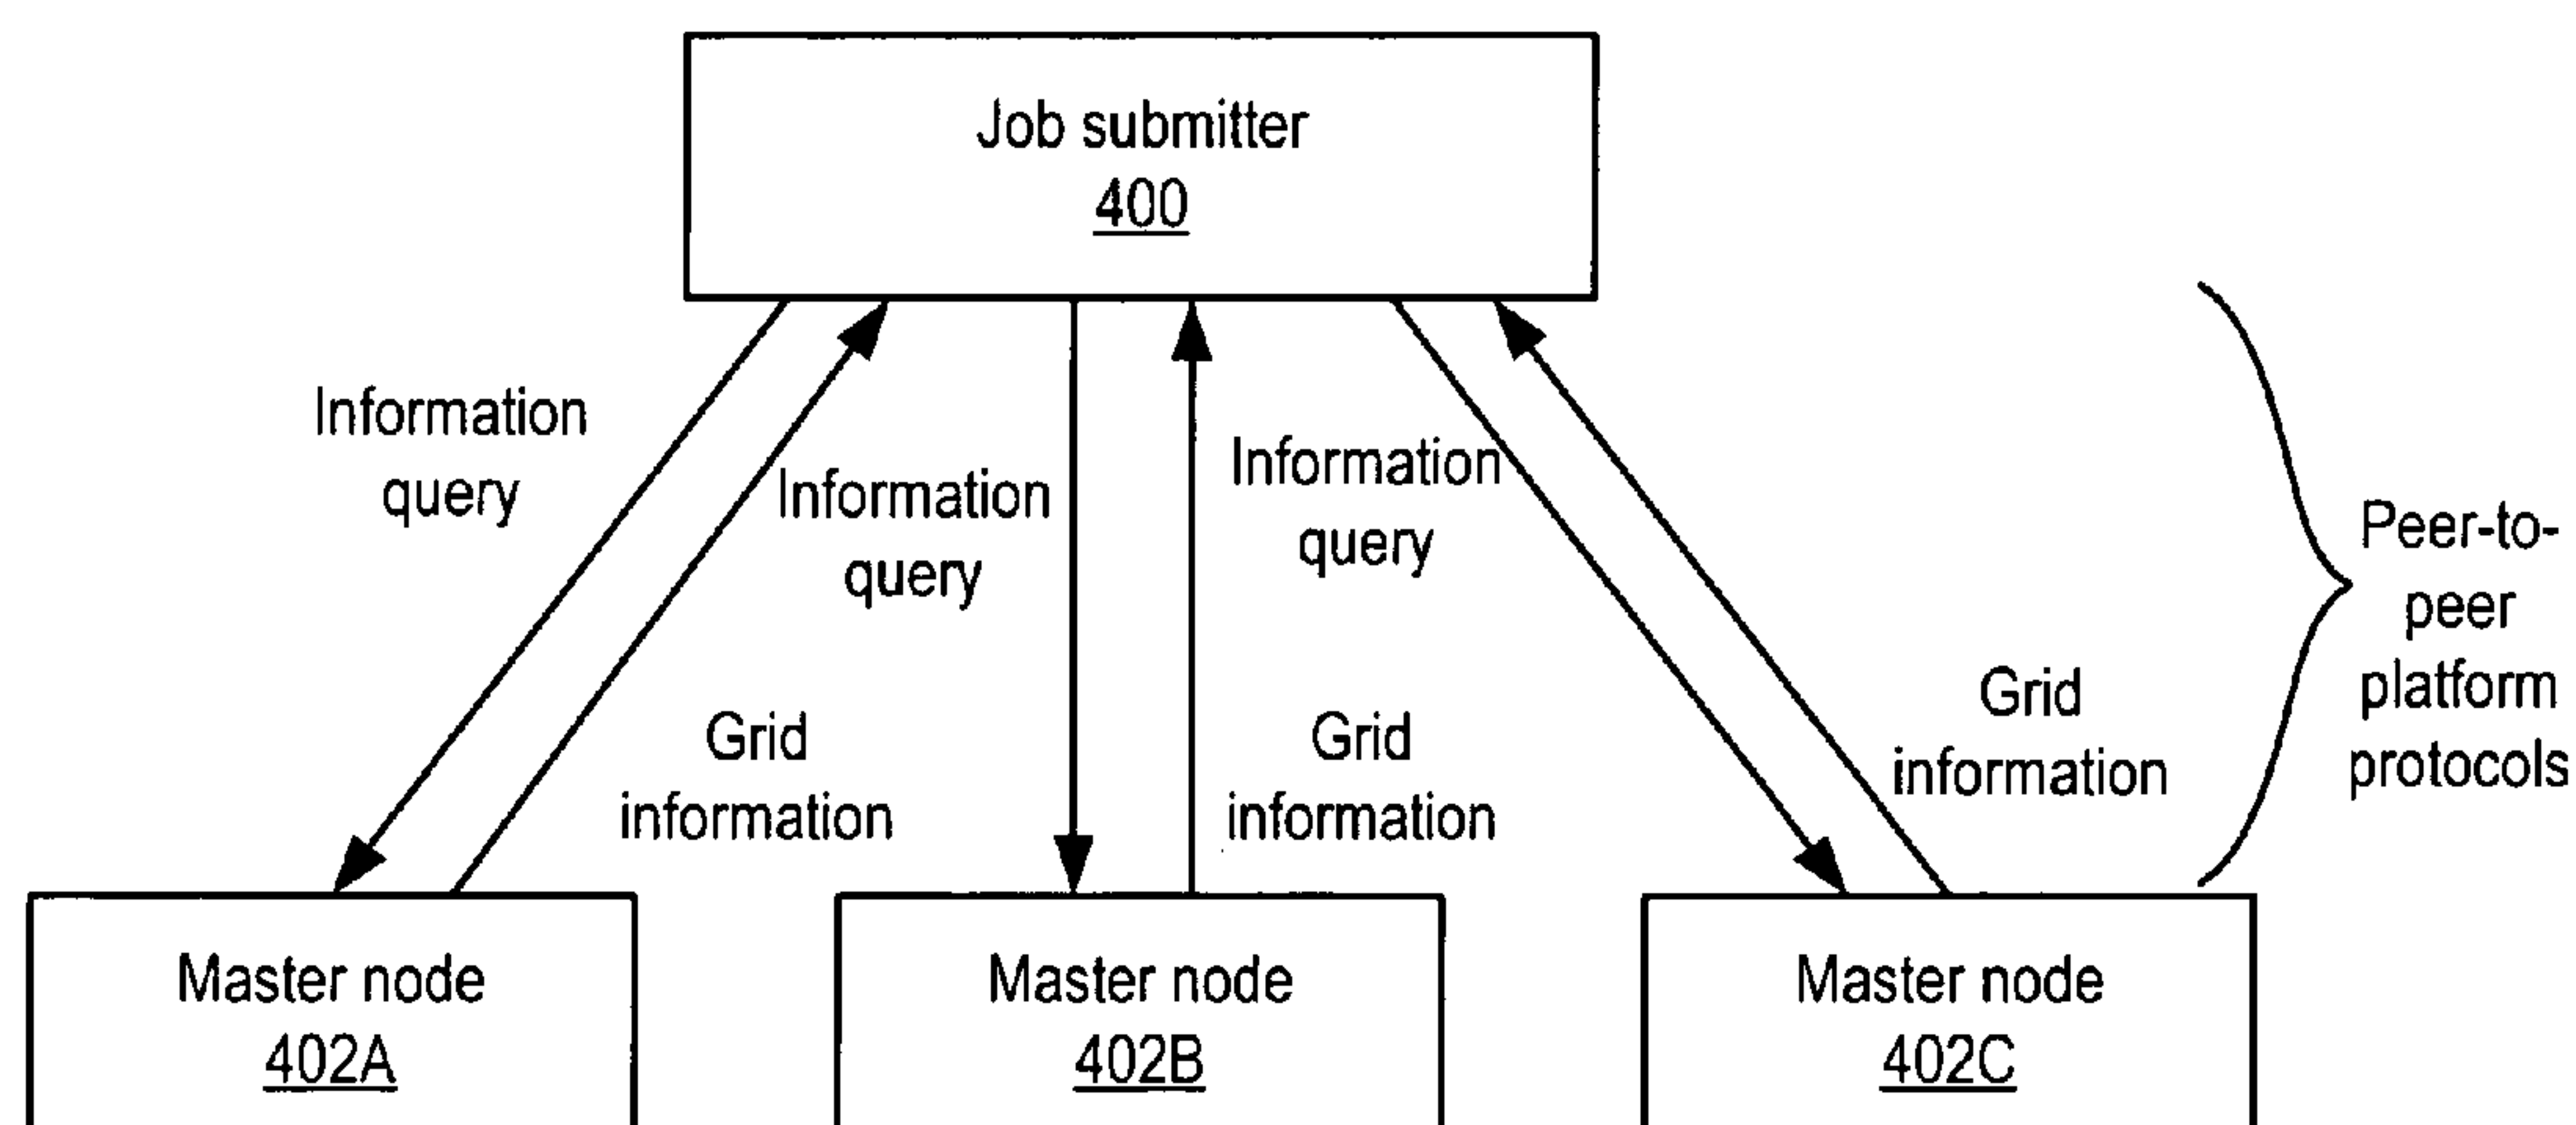 Job submitter
400
Information
query
Information
query
Information
query
Peer-to-
peer
platform
protocols
Grid
information
Grid
information
Grid
information
Master node
402A
Master node
402B
Master node
402C